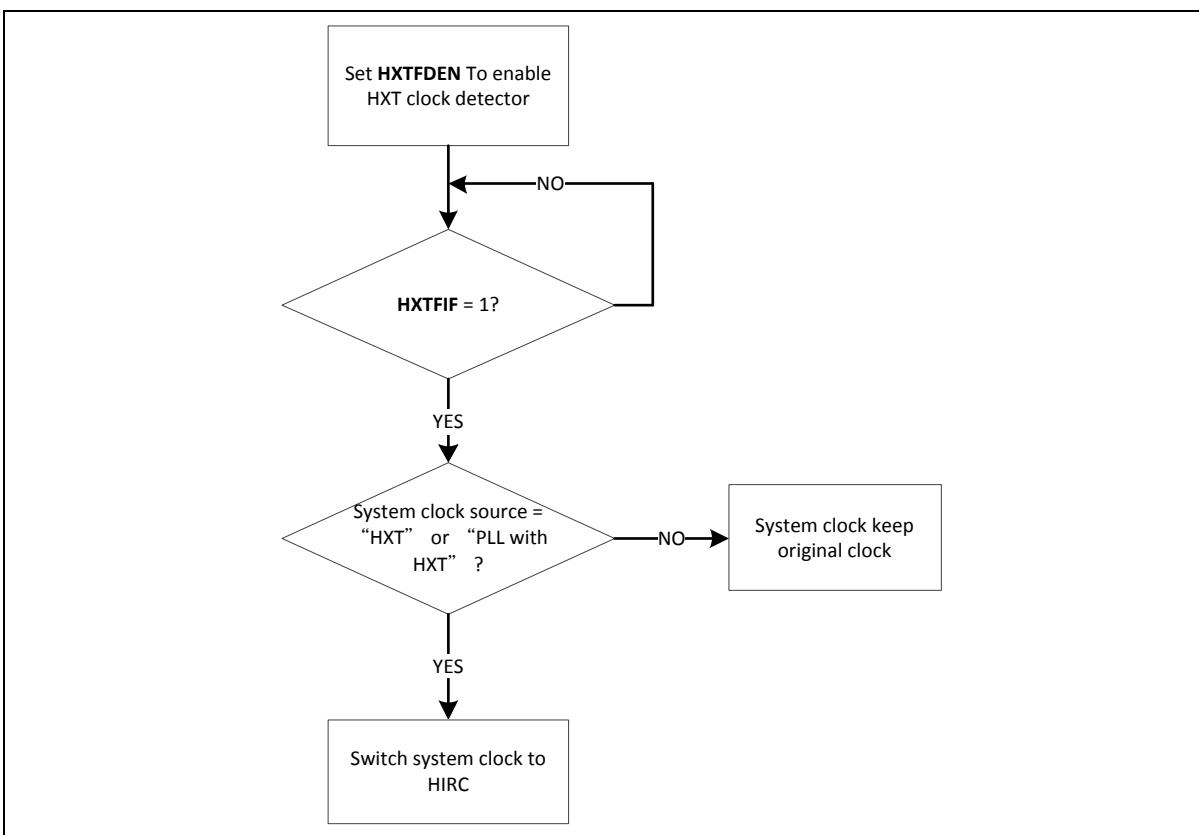 Set HXTFDEN To enable
HXT clock detector
NO
HXTFIF = 1?
YES
System clock source =
“HXT” or “PLL with
HXT” ?
NO
System clock keep
original clock
YES
Switch system clock to
HIRC